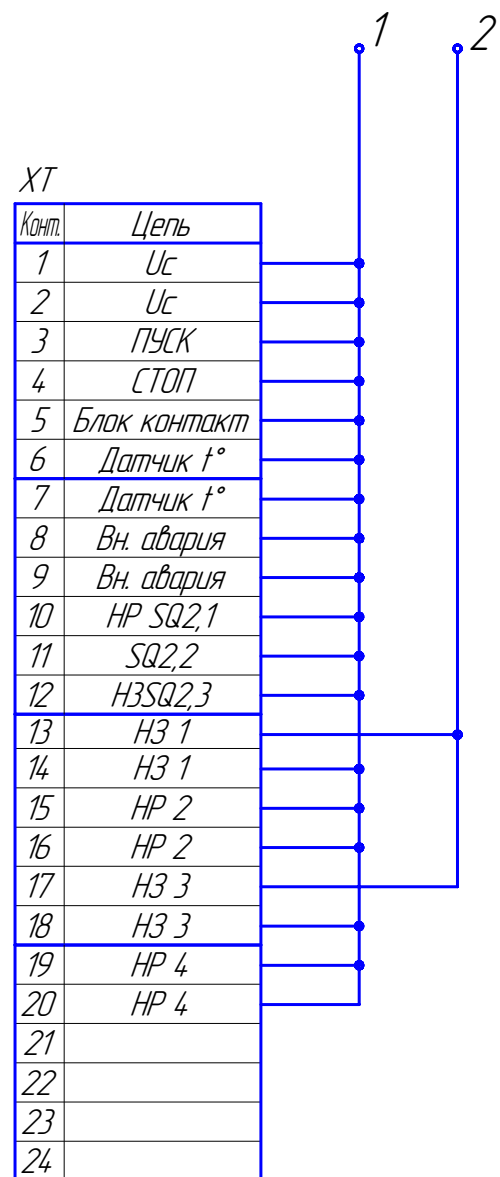 1 2
XT
Конт. Цепь
1 Uc
2 Uc
3 ПУСК
4 СТОП
5 Блок контакт
6 Датчик t°
7 Датчик t°
8 Вн. авария
9 Вн. авария
10 НР SQ2,1
11 SQ2,2
12 НЗSQ2,3
13 НЗ 1
14 НЗ 1
15 НР 2
16 НР 2
17 НЗ 3
18 НЗ 3
19 НР 4
20 НР 4
21
22
23
24